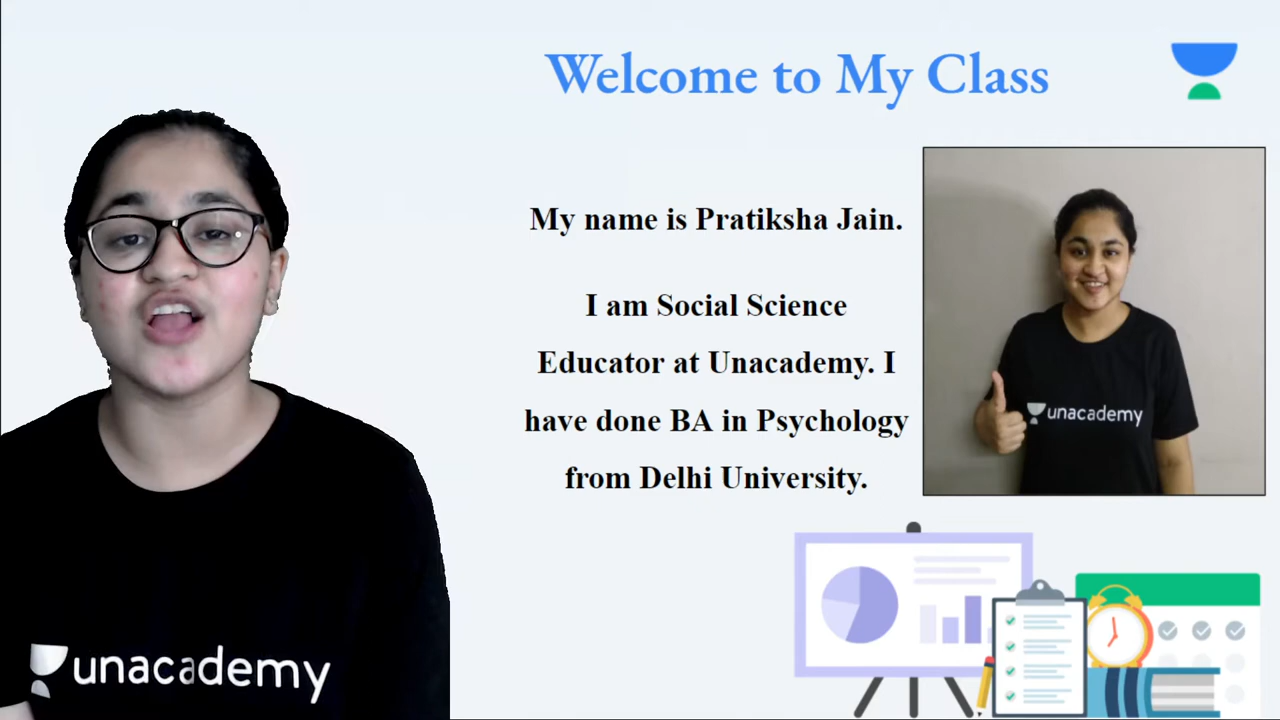 Welcome to My Class
My name is Pratiksha Jain.
I am Social Science
Educator at Unacademy. I
have done BA in Psychology
from Delhi University.
unacademy
unacademy